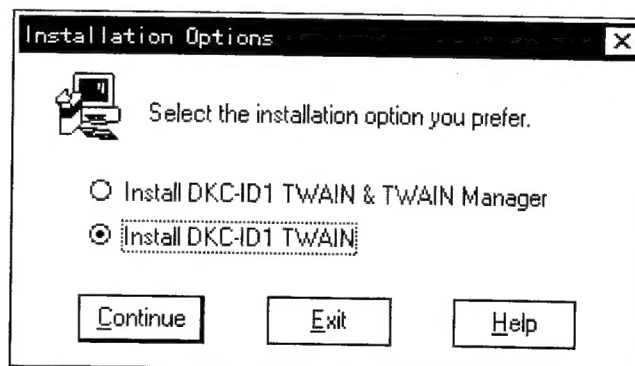 Installation Options
Select the installation option you prefer.
Install DKC-ID1 TWAIN & TWAIN Manager
Install DKC-ID1 TWAIN
Continue
Exit
Help